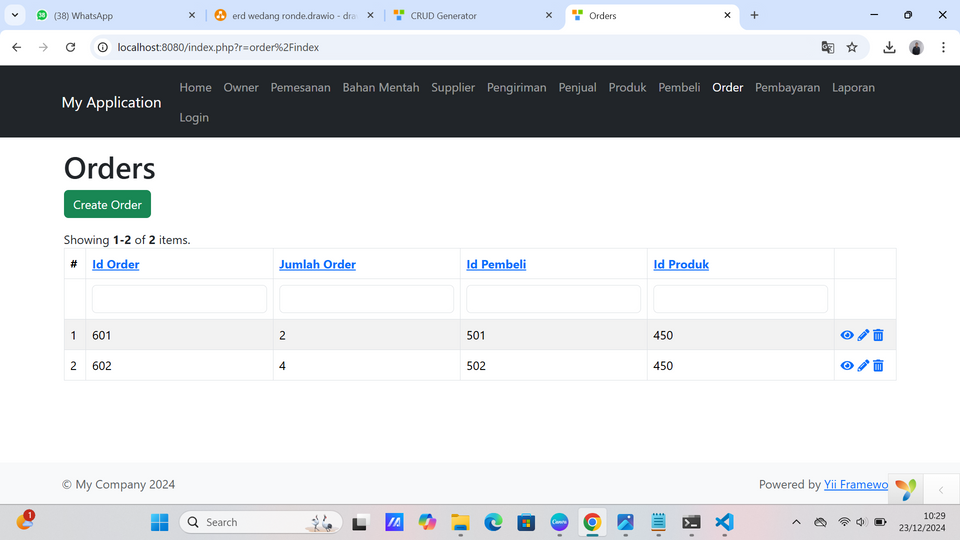 (38) WhatsApp
erd wedang ronde.drawio - dra
CRUD Generator
Orders
localhost:8080/index.php?r=order%2Findex
My Application
Home Owner Pemesanan Bahan Mentah Supplier Pengiriman Penjual Produk Pembeli Order Pembayaran Laporan
Login
Orders
Create Order
Showing 1-2 of 2 items.
# Id Order Jumlah Order Id Pembeli Id Produk
1 601 2 501 450
2 602 4 502 450
© My Company 2024
Powered by Yii Framewo
1
Search
Canva
10:29
23/12/2024